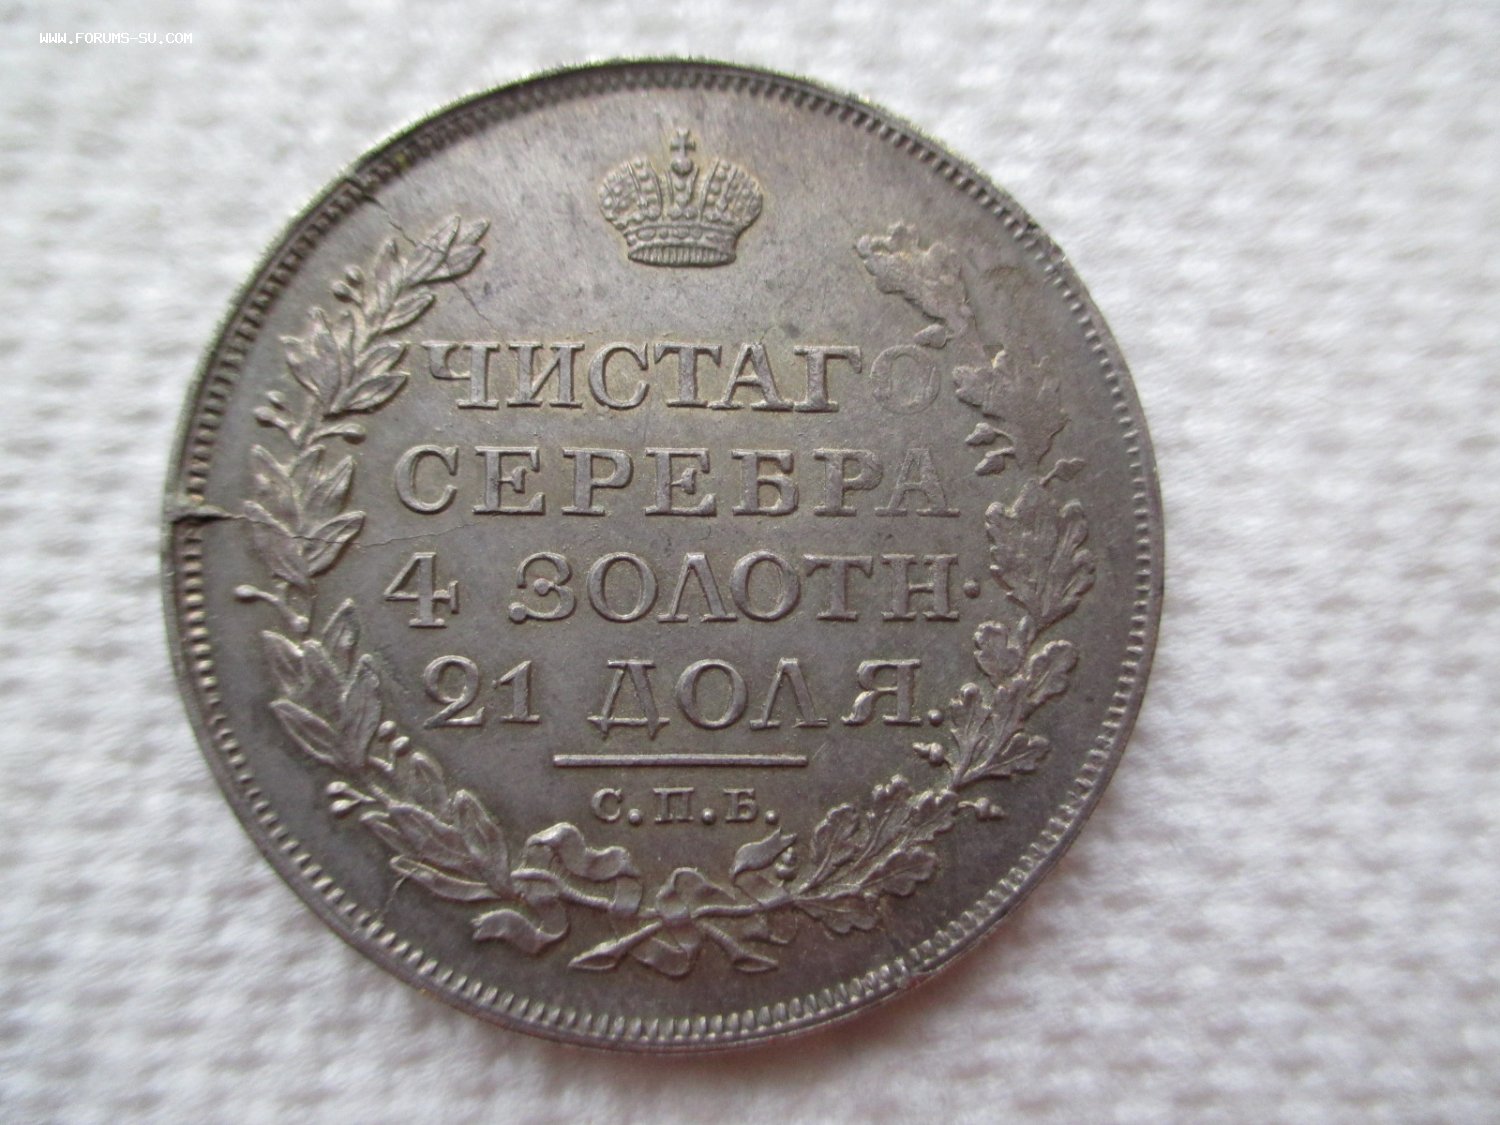 WWW.FORUMS-SU.COM
ЧИСТАГО
СЕРЕБРА
4 ЗОЛОТН·
21 ДОЛЯ.
С.П.Б.